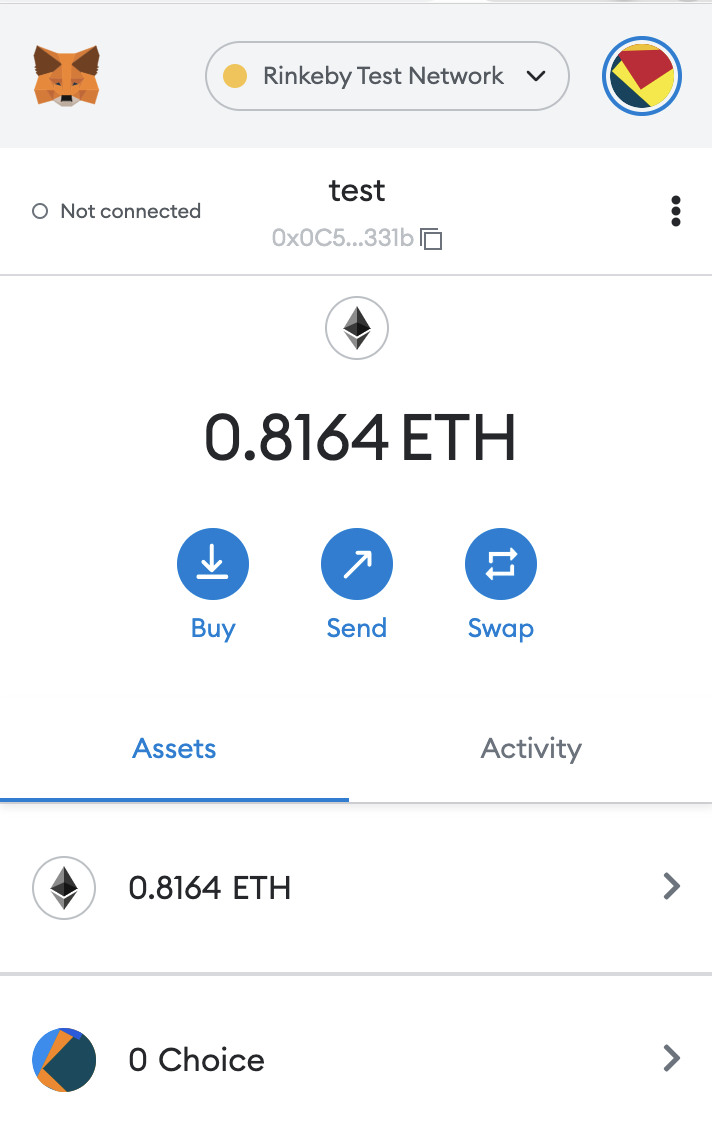 Rinkeby Test Network
test
Not connected
0x0C5...331b
0.8164 ETH
Buy Send Swap
Assets Activity
0.8164 ETH
0 Choice